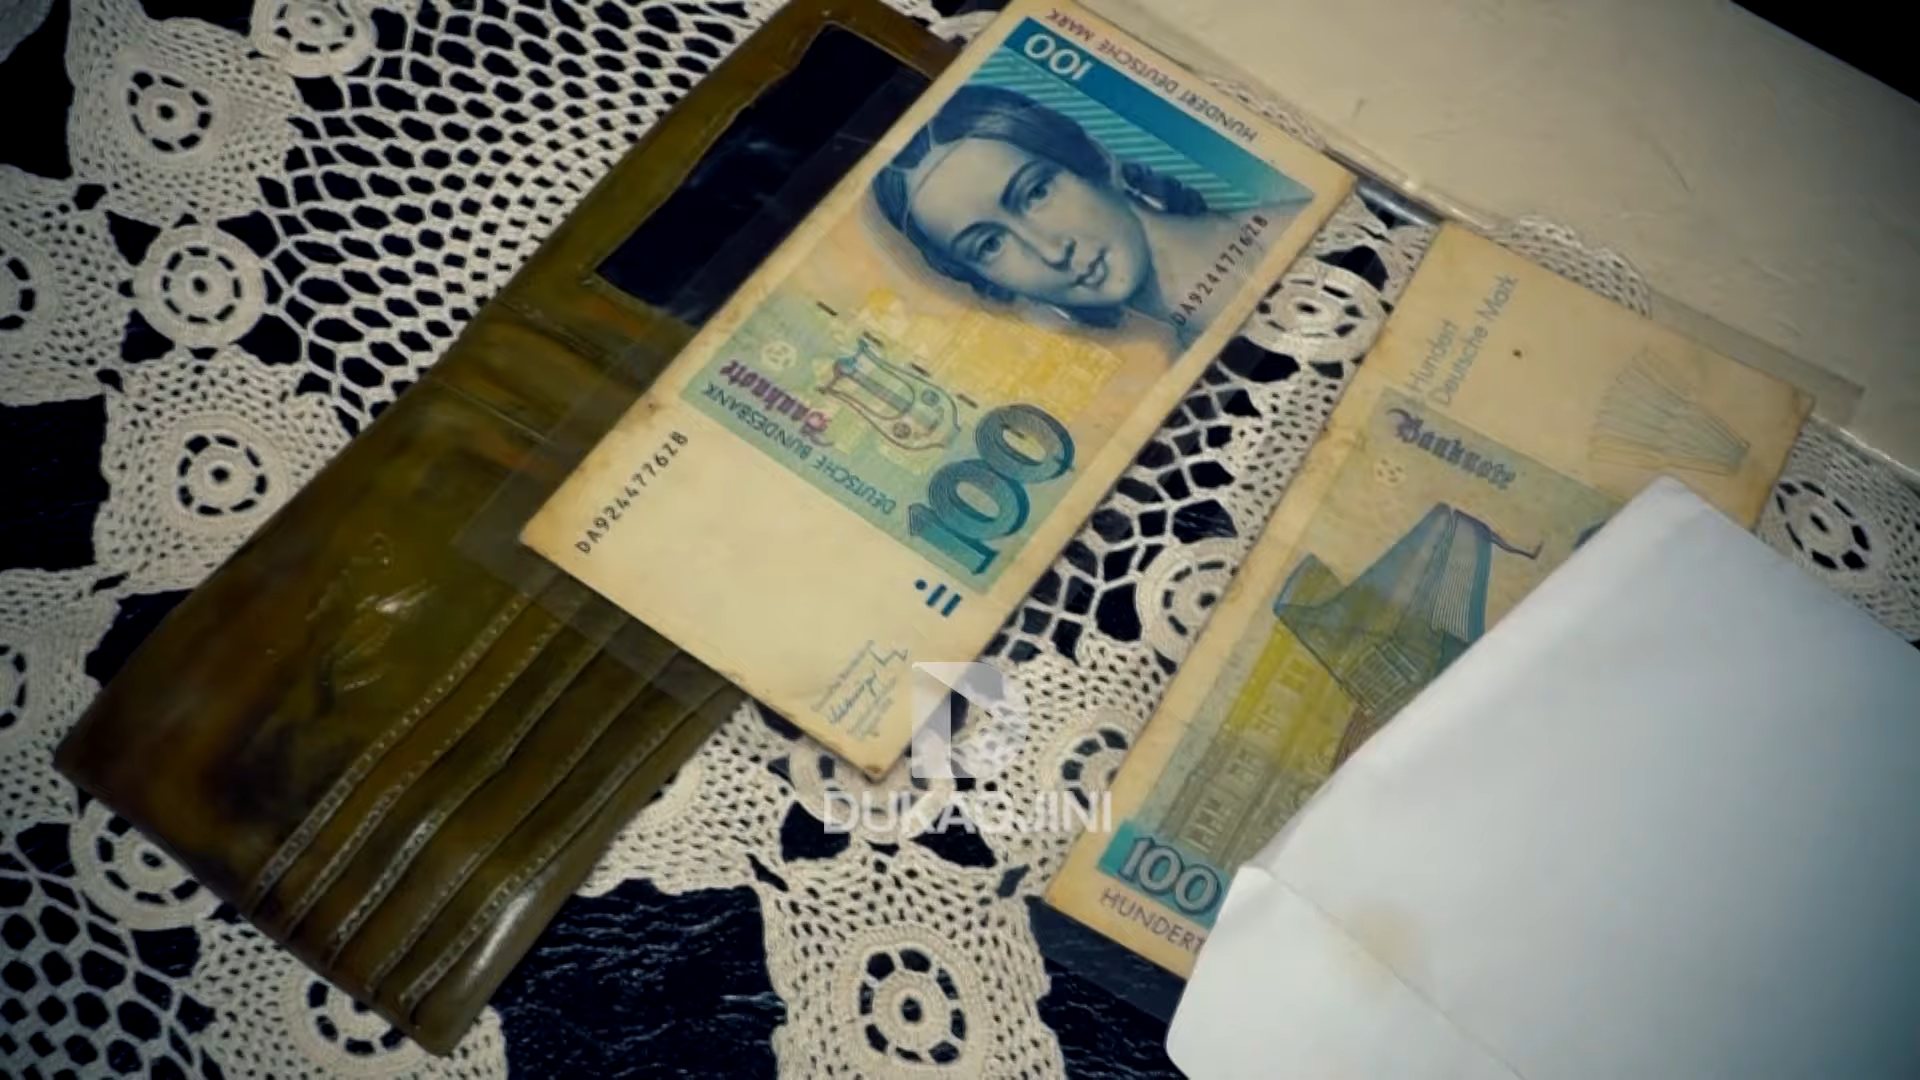 100
HUNDERT DEUTSCHE MARK
DA9244776Z8
100
DEUTSCHE BUNDESBANK
Banknote
DA9244776Z8
Hundert
Deutsche Mark
Banknote
100
HUNDERT
DUKAGJINI